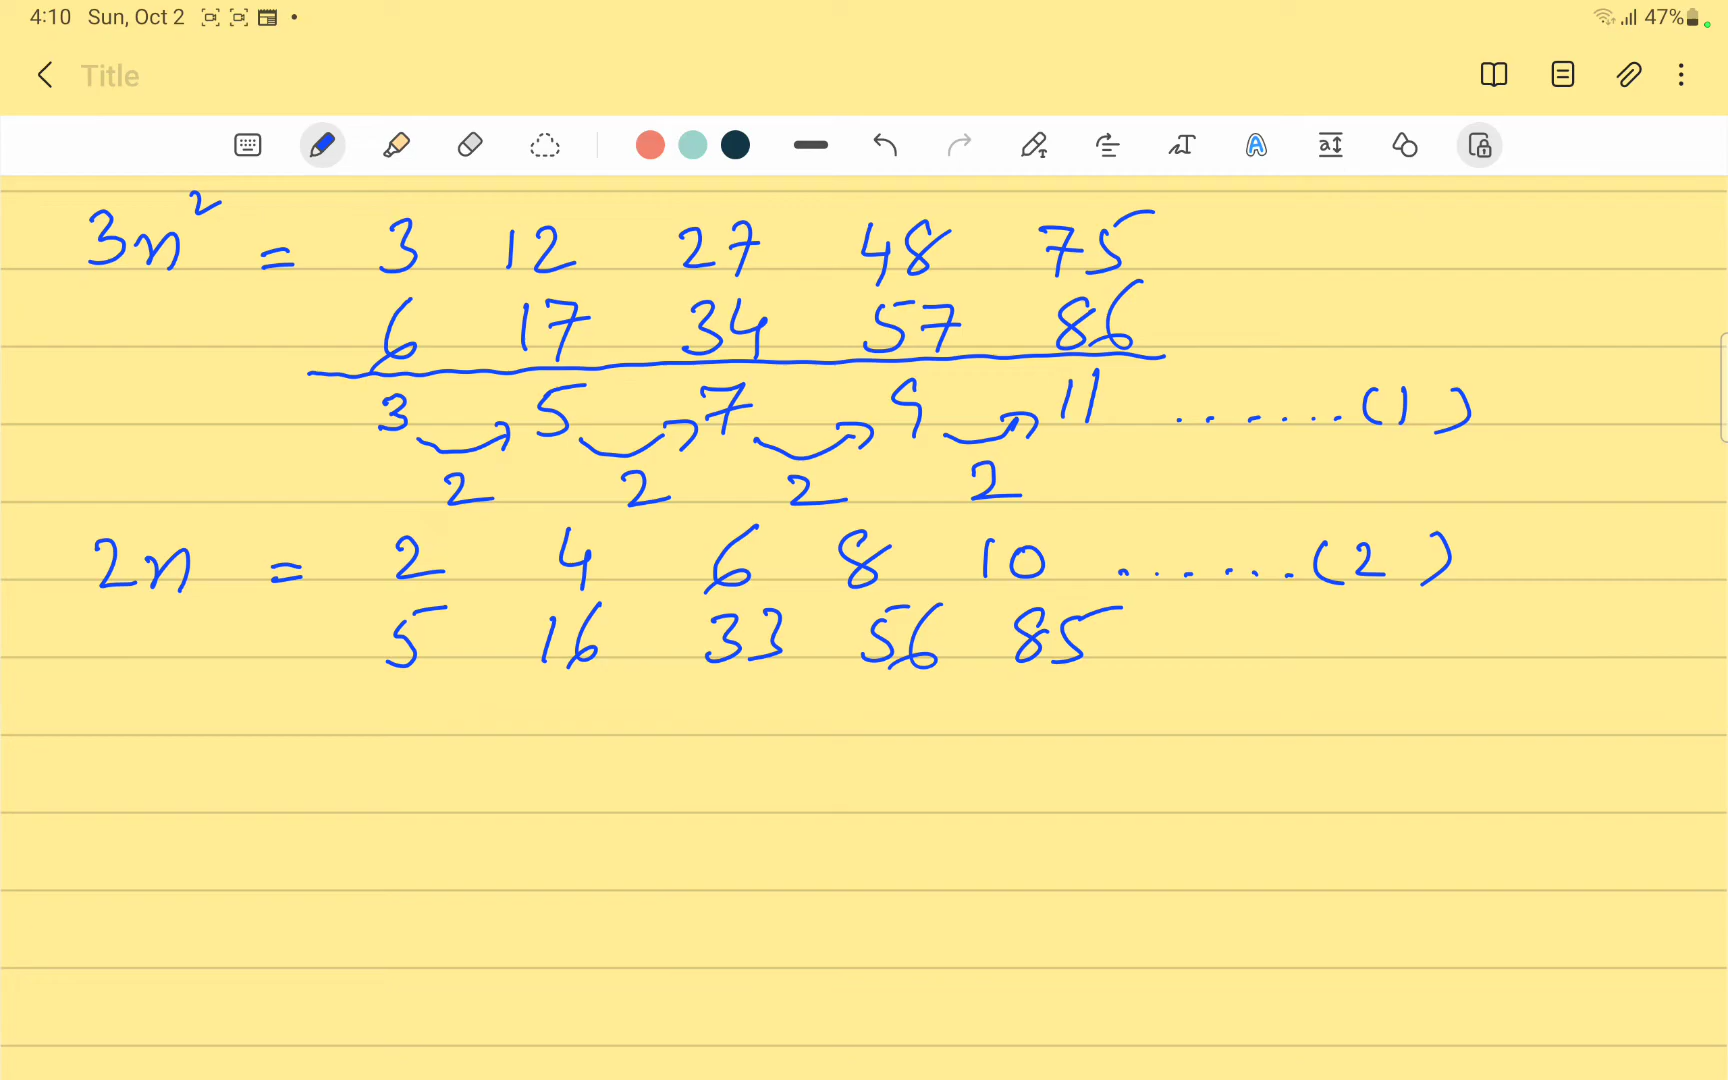 4:10 Sun, Oct 2 47%
Title
3n² = 3 12 27 48 75
6 17 34 57 86
3 5 7 9 11 ......(1)
2 2 2 2
2n = 2 4 6 8 10 ......(2)
5 16 33 56 85